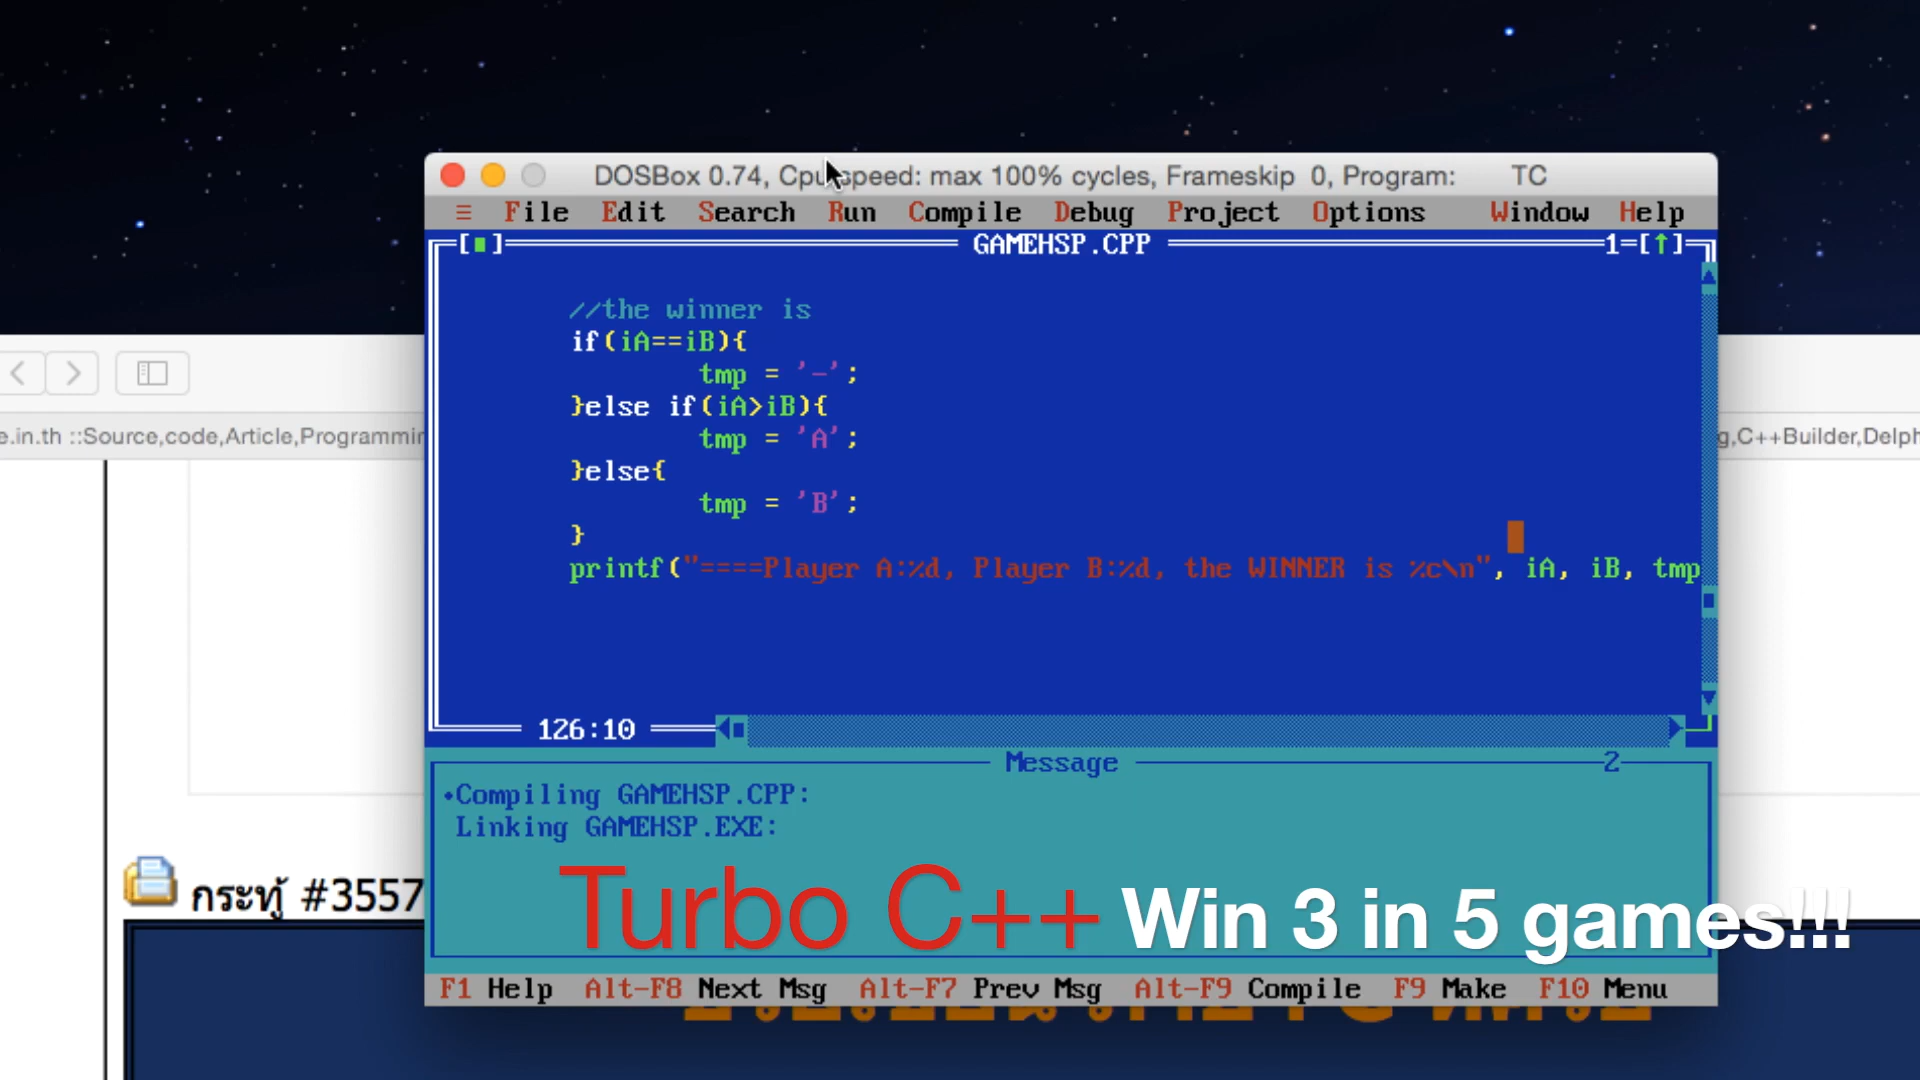 DOSBox 0.74, Cpu speed: max 100% cycles, Frameskip 0, Program: TC
≡ File Edit Search Run Compile Debug Project Options Window Help
[■] GAMEHSP.CPP 1=[↑]
//the winner is
if(iA==iB){
tmp = '-';
}else if(iA>iB){
tmp = 'A';
}else{
tmp = 'B';
}
printf("====Player A:%d, Player B:%d, the WINNER is %c\n", iA, iB, tmp
126:10
Message 2
•Compiling GAMEHSP.CPP:
Linking GAMEHSP.EXE:
Turbo C++ Win 3 in 5 games!!!
F1 Help Alt-F8 Next Msg Alt-F7 Prev Msg Alt-F9 Compile F9 Make F10 Menu
e.in.th ::Source,code,Article,Programmin
g,C++Builder,Delph
กระทู้ #3557